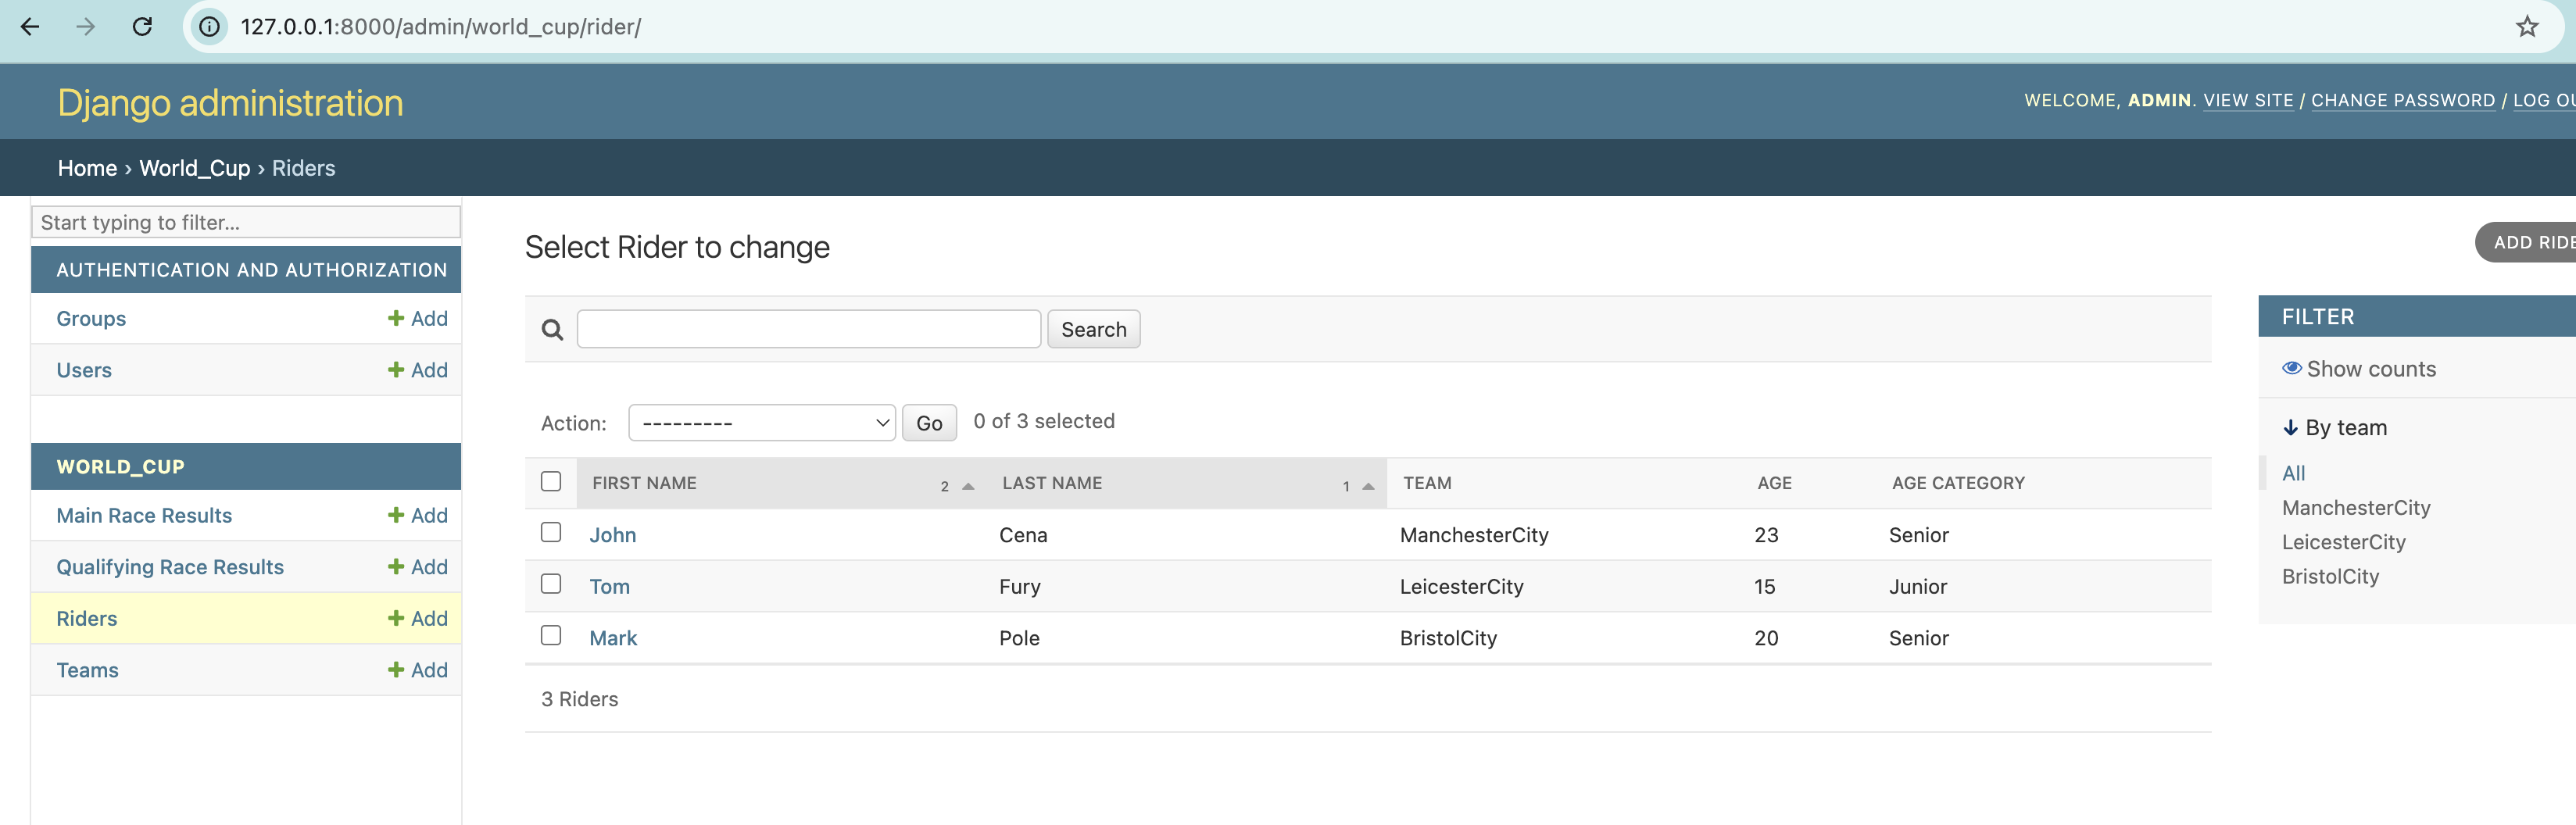 127.0.0.1:8000/admin/world_cup/rider/
Django administration
WELCOME, ADMIN. VIEW SITE / CHANGE PASSWORD / LOG OU
Home › World_Cup › Riders
Start typing to filter...
AUTHENTICATION AND AUTHORIZATION
Groups + Add
Users + Add
WORLD_CUP
Main Race Results + Add
Qualifying Race Results + Add
Riders + Add
Teams + Add
Select Rider to change
ADD RIDE
Search
Action: --------- Go 0 of 3 selected
FIRST NAME 2 LAST NAME 1 TEAM AGE AGE CATEGORY
John Cena ManchesterCity 23 Senior
Tom Fury LeicesterCity 15 Junior
Mark Pole BristolCity 20 Senior
3 Riders
FILTER
Show counts
By team
All
ManchesterCity
LeicesterCity
BristolCity